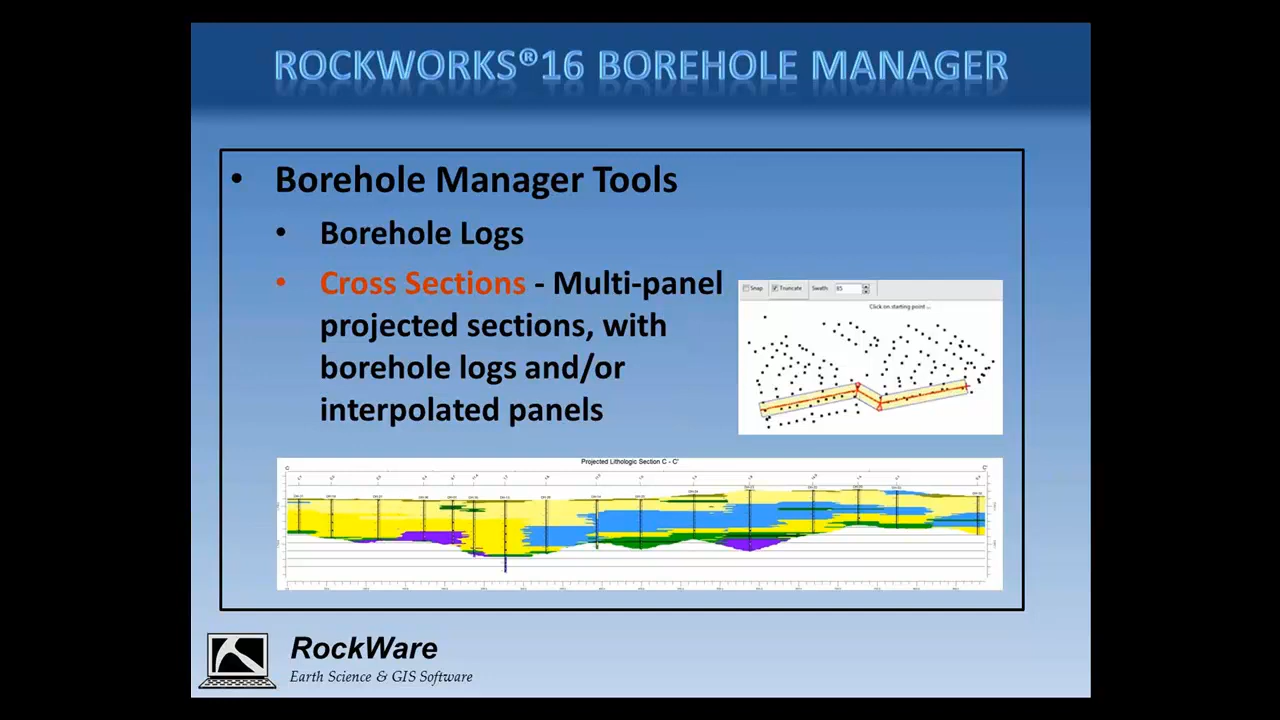 ROCKWORKS®16 BOREHOLE MANAGER
• Borehole Manager Tools
• Borehole Logs
• Cross Sections - Multi-panel
projected sections, with
borehole logs and/or
interpolated panels
Snap Truncate Swath: 85
Click on starting point ...
Projected Lithologic Section C - C'
C C'
RockWare
Earth Science & GIS Software